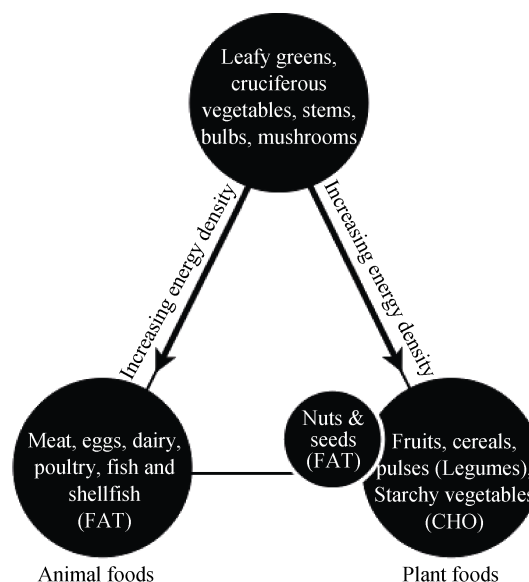 Leafy greens,
cruciferous
vegetables, stems,
bulbs, mushrooms
Increasing energy density
Increasing energy density
Meat, eggs, dairy,
poultry, fish and
shellfish
(FAT)
Nuts &
seeds
(FAT)
Fruits, cereals,
pulses (Legumes),
Starchy vegetables
(CHO)
Animal foods
Plant foods